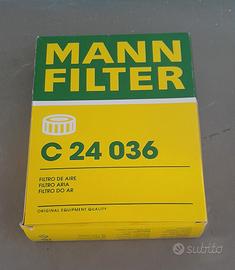 MANN
FILTER
C 24 036
FILTRO DE AIRE
FILTRO ARIA
FILTRO DO AR
ORIGINAL EQUIPMENT QUALITY
subito